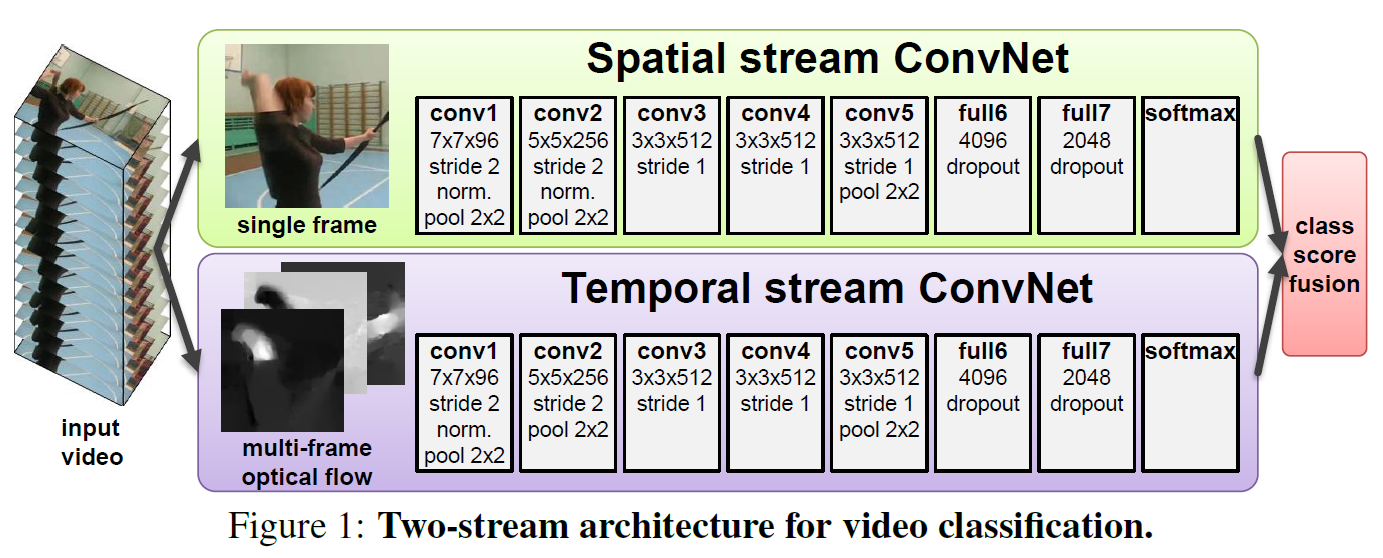 input
video
Spatial stream ConvNet
single frame
conv1
7x7x96
stride 2
norm.
pool 2x2
conv2
5x5x256
stride 2
norm.
pool 2x2
conv3
3x3x512
stride 1
conv4
3x3x512
stride 1
conv5
3x3x512
stride 1
pool 2x2
full6
4096
dropout
full7
2048
dropout
softmax
Temporal stream ConvNet
multi-frame
optical flow
conv1
7x7x96
stride 2
norm.
pool 2x2
conv2
5x5x256
stride 2
pool 2x2
conv3
3x3x512
stride 1
conv4
3x3x512
stride 1
conv5
3x3x512
stride 1
pool 2x2
full6
4096
dropout
full7
2048
dropout
softmax
class
score
fusion
Figure 1: Two-stream architecture for video classification.